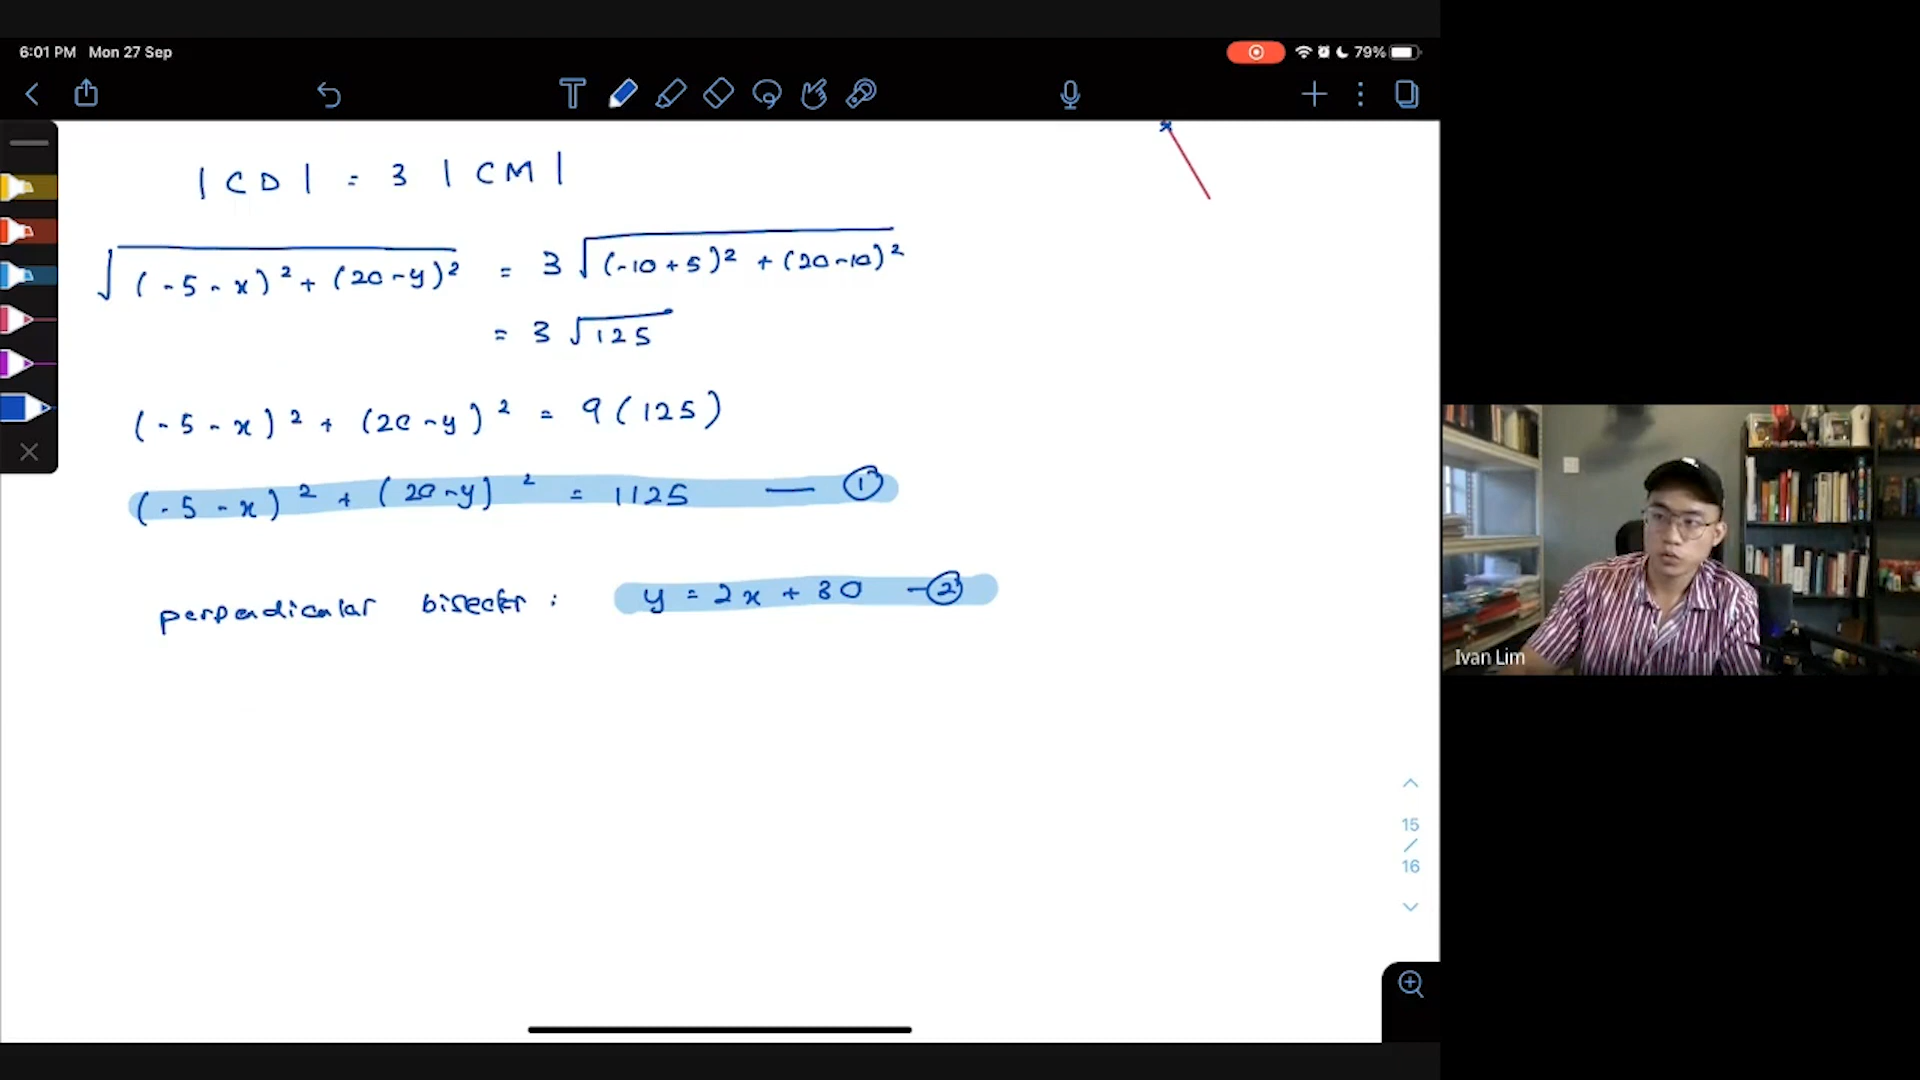 6:01 PM Mon 27 Sep
79%
| C D | = 3 | C M |
√((-5-x)² + (20-y)²) = 3 √((-10+5)² + (20-10)²)
= 3 √125
(-5-x)² + (20-y)² = 9(125)
(-5-x)² + (20-y)² = 1125 — ①
perpendicular bisector : y = 2x + 30 - ②
Ivan Lim
15
/
16